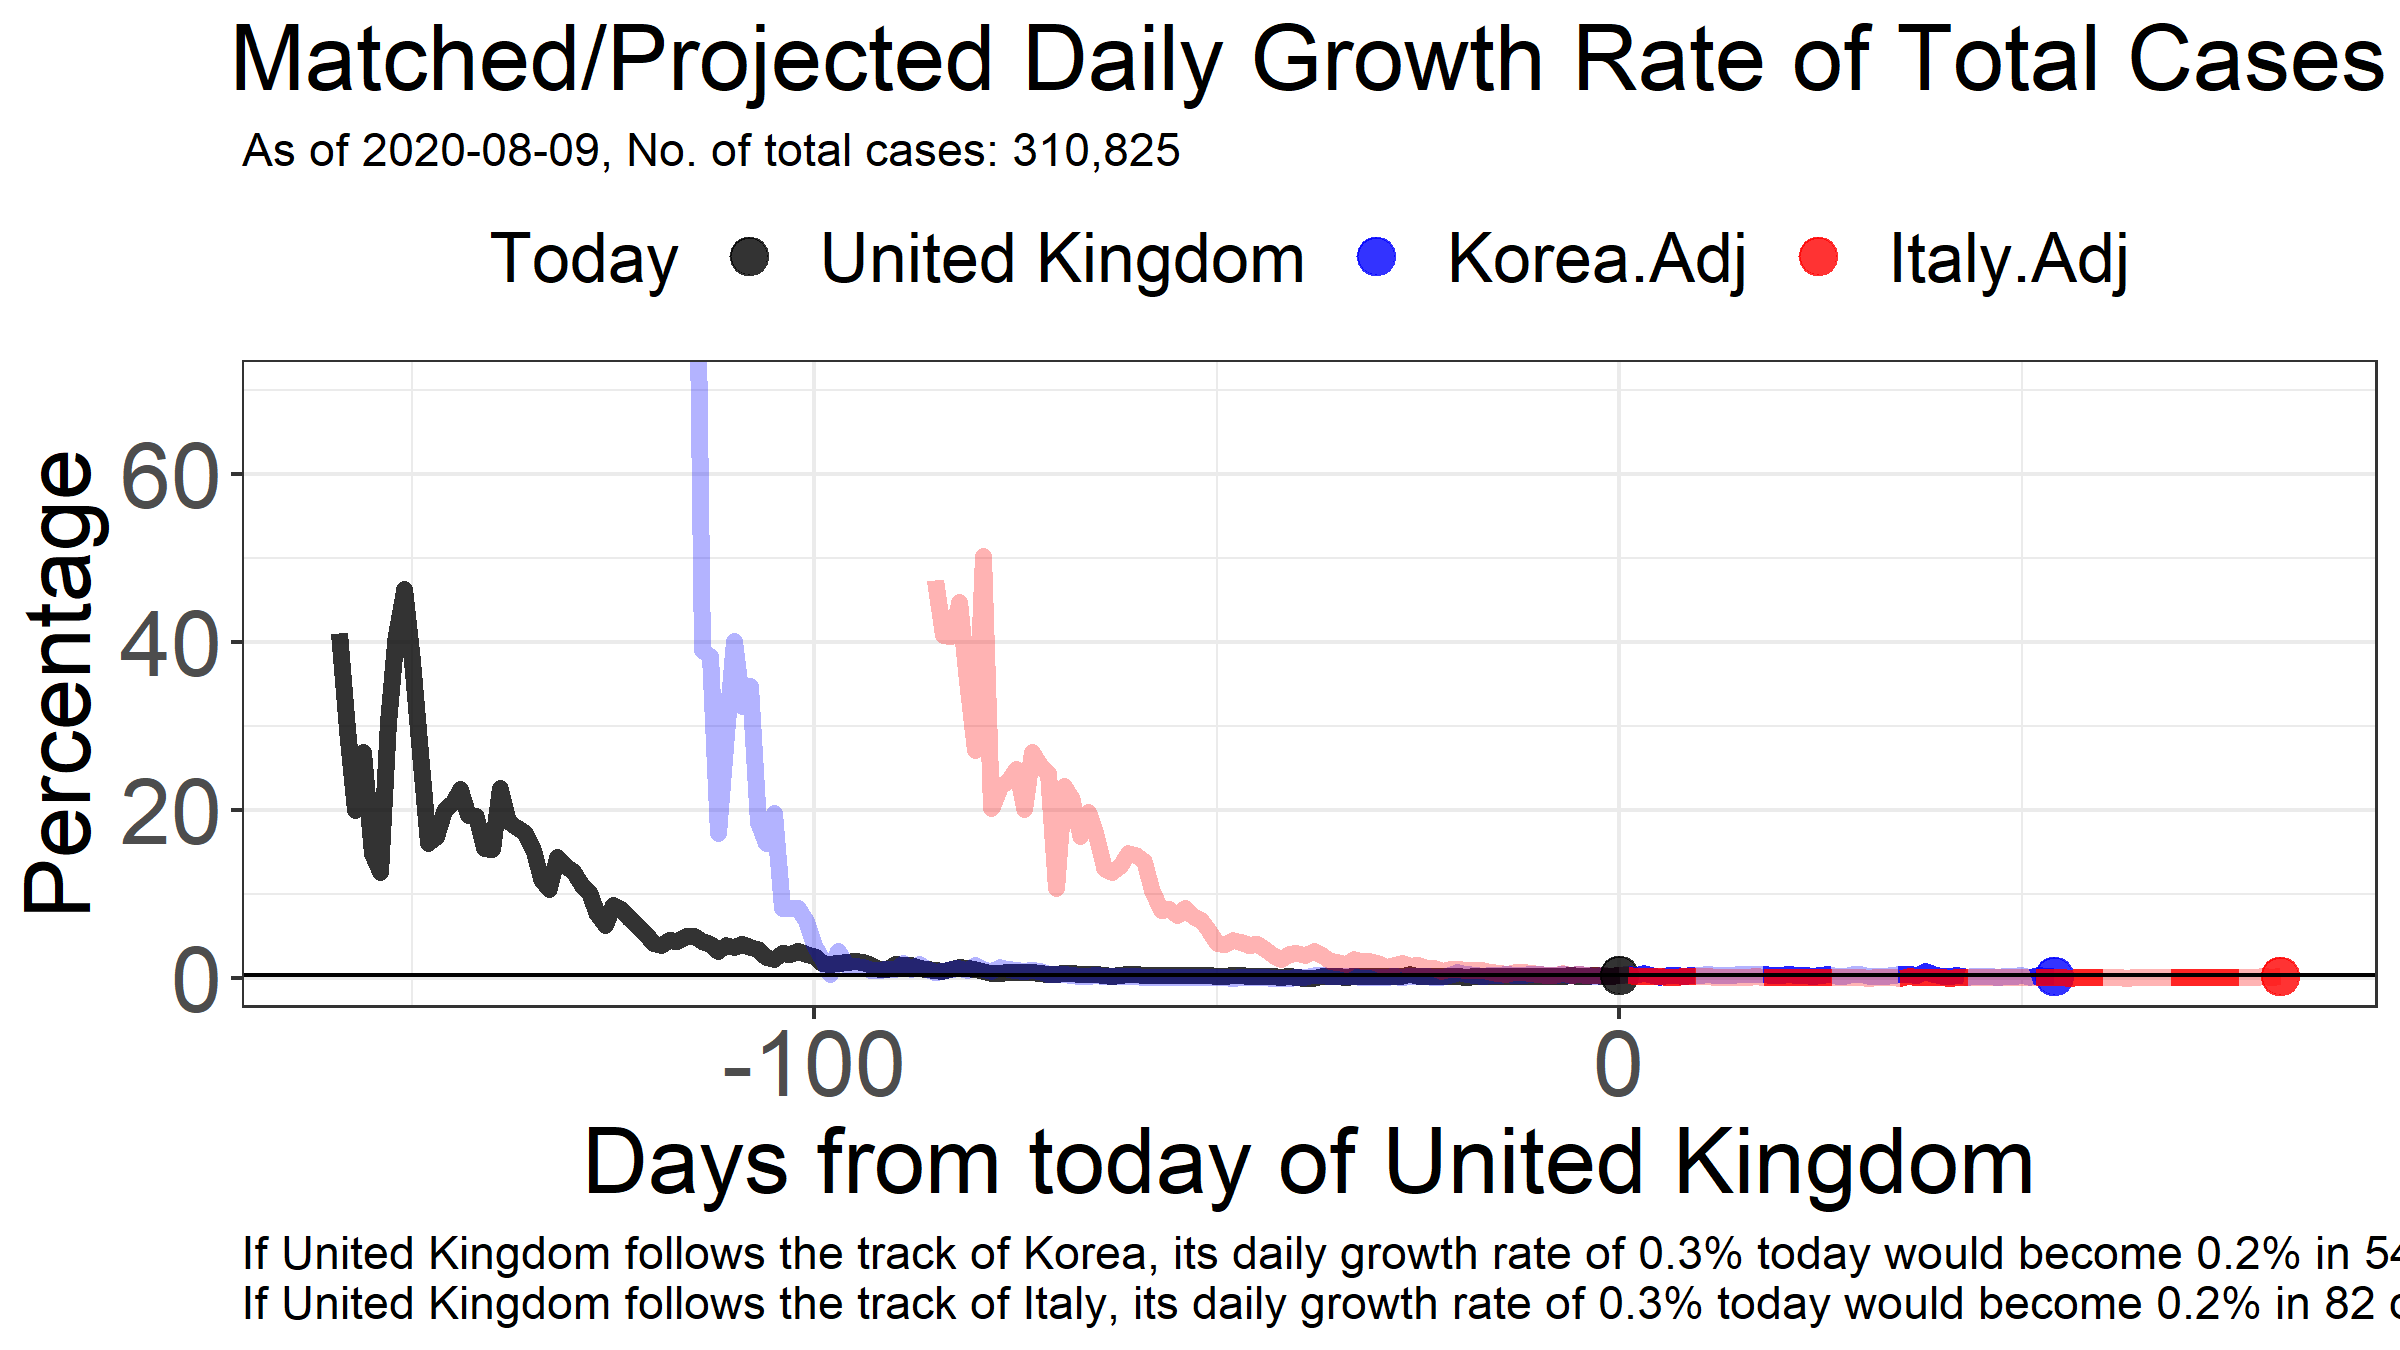 Matched/Projected Daily Growth Rate of Total Cases
As of 2020-08-09, No. of total cases: 310,825
Today United Kingdom Korea.Adj Italy.Adj
Percentage
60
40
20
0
-100 0
Days from today of United Kingdom
If United Kingdom follows the track of Korea, its daily growth rate of 0.3% today would become 0.2% in 54
If United Kingdom follows the track of Italy, its daily growth rate of 0.3% today would become 0.2% in 82